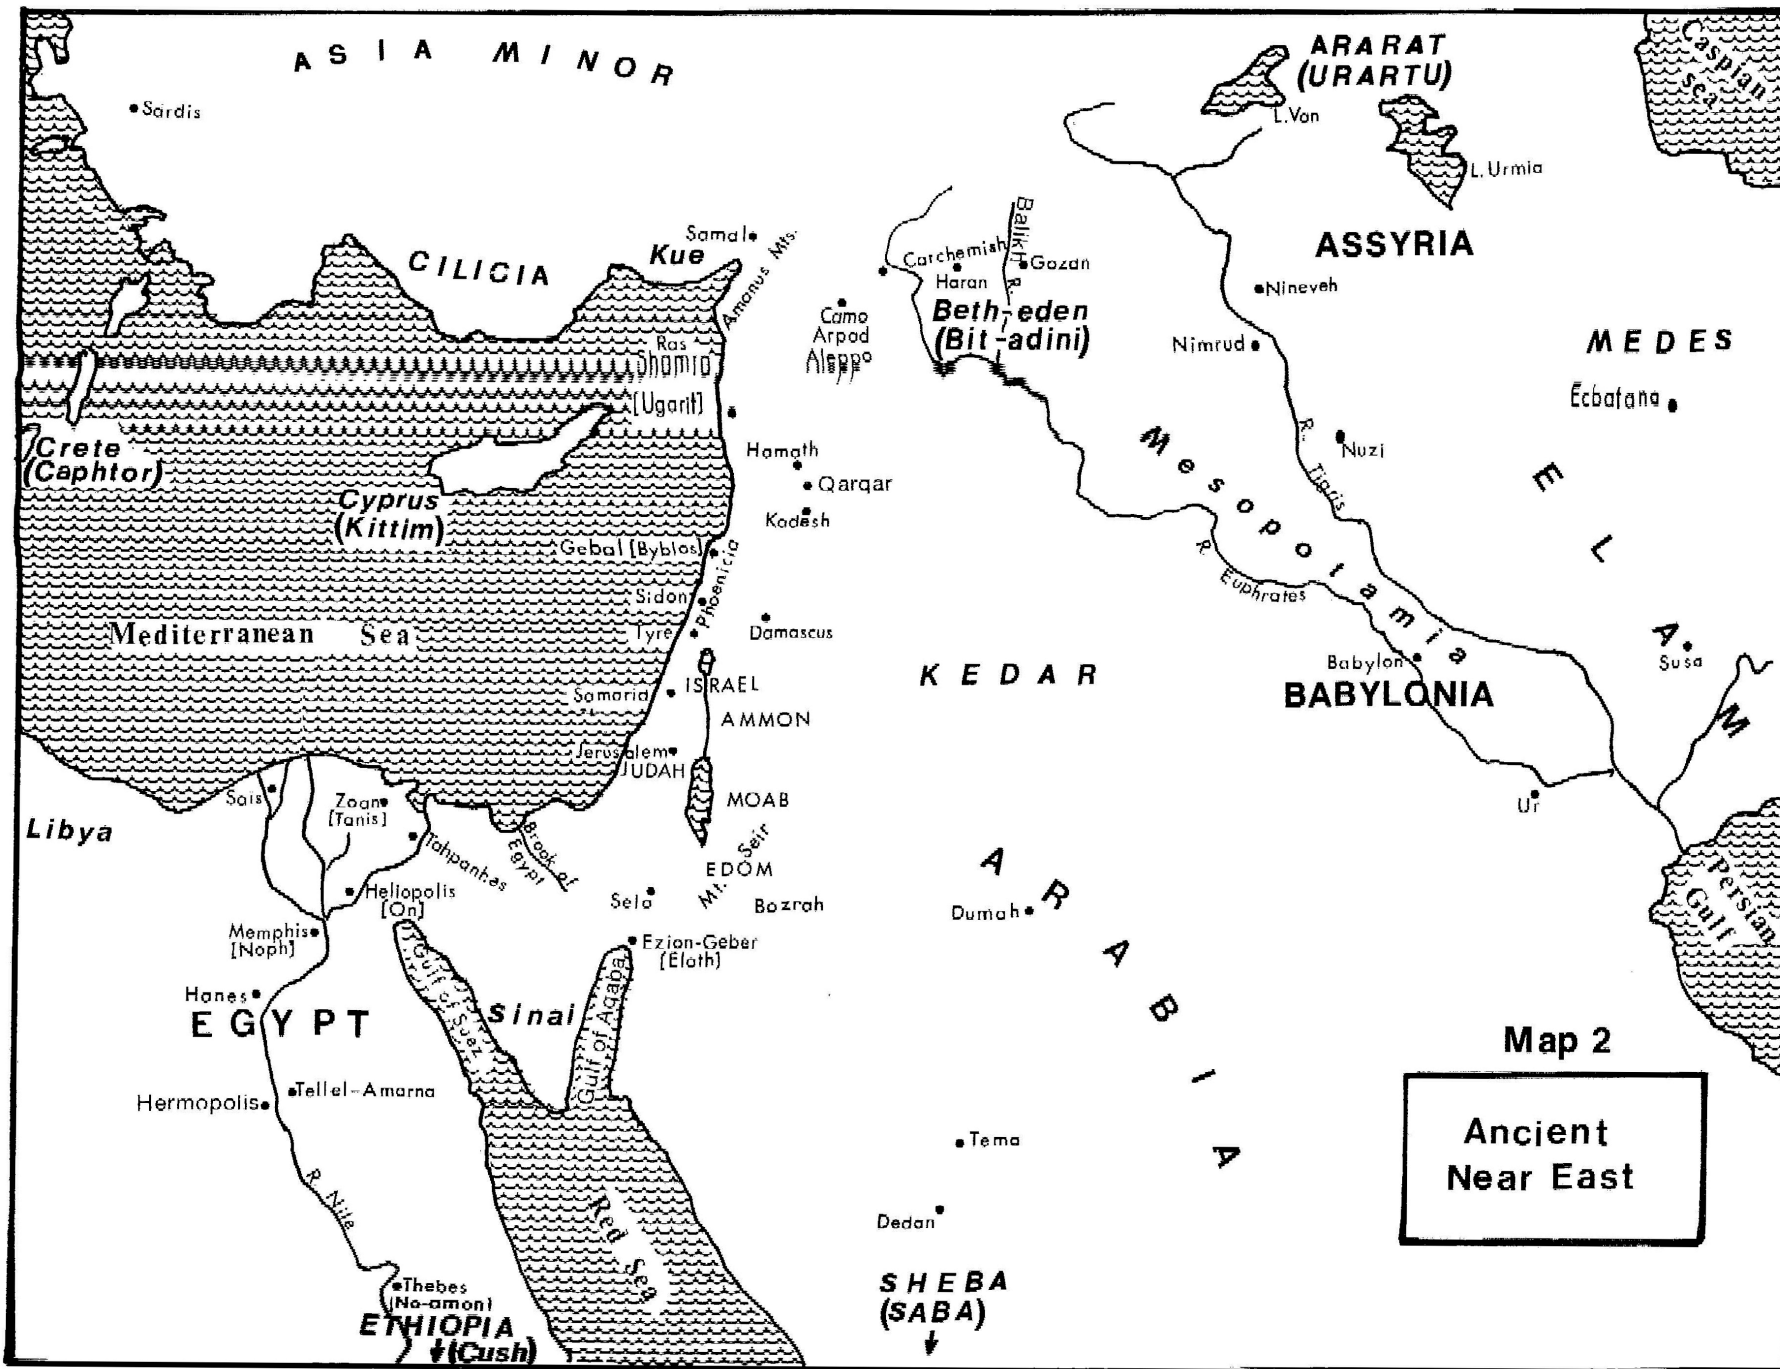 ASIA MINOR
Sardis
ARARAT
(URARTU)
L.Van
L.Urmia
Caspian
sea
Samal
Amanus Mts.
Kue
CILICIA
Carchemish
Haran
Balikh R.
Gozan
Beth-eden
(Bit-adini)
ASSYRIA
Nineveh
Nimrud
MEDES
Ecbatana
Camo
Arpad
Aleppo
Ras
Shamra
[Ugarit]
Crete
(Caphtor)
Cyprus
(Kittim)
Hamath
Qarqar
Kadesh
Mesopotamia
R. Tigris
Nuzi
ELAM
Gebal [Byblos]
Phoenicia
Sidon
Tyre
Damascus
R. Euphrates
Mediterranean Sea
Samaria
ISRAEL
AMMON
KEDAR
Babylon
BABYLONIA
Susa
Jerusalem
JUDAH
MOAB
Ur
Libya
Sais
Zoan
[Tanis]
Tahpanhes
Brook of
Egypt
Mt. Seir
EDOM
Sela
Bozrah
Heliopolis
[On]
Memphis
[Noph]
ARABIA
Dumah
Persian
Gulf
Ezion-Geber
[Elath]
Gulf of Suez
Sinai
Gulf of Aqaba
Hanes
EGYPT
Tellel-Amarna
Hermopolis
R. Nile
Red Sea
Tema
Dedan
Map 2
Ancient
Near East
Thebes
[No-amon]
ETHIOPIA
(Cush)
SHEBA
(SABA)